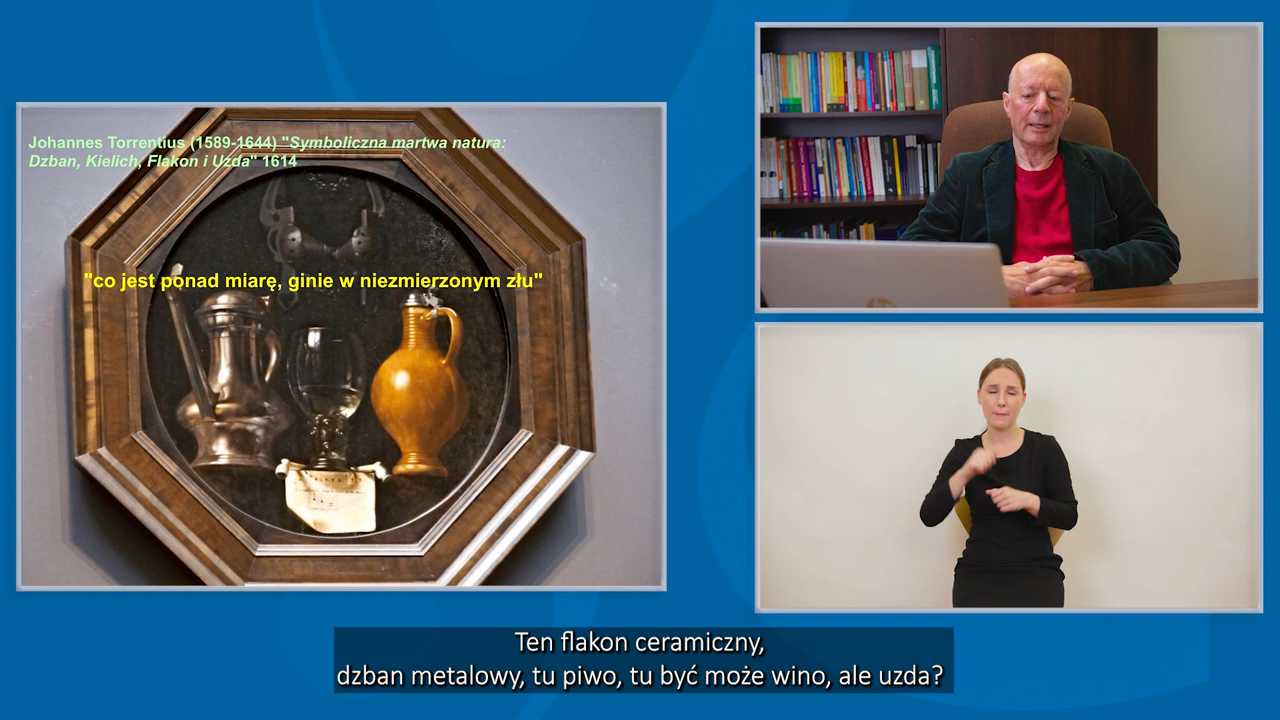 Johannes Torrentius (1589-1644) "Symboliczna martwa natura:
Dzban, Kielich, Flakon i Uzda" 1614
"co jest ponad miarę, ginie w niezmierzonym złu"
Ten flakon ceramiczny,
dzban metalowy, tu piwo, tu być może wino, ale uzda?